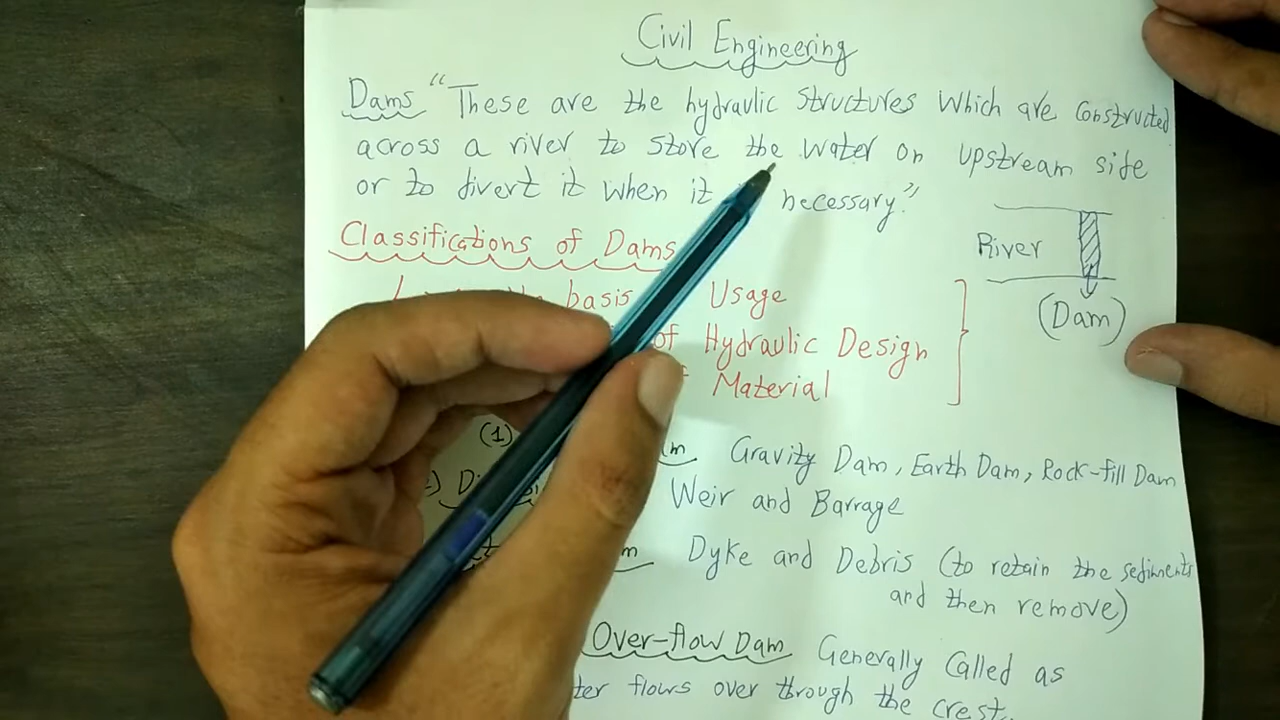 Civil Engineering
Dams "These are the hydraulic structures which are constructed
across a river to store the water on upstream side
or to divert it when it necessary."
Classifications of Dams
River
basis Usage
of Hydraulic Design
Material
(Dam)
(1) Gravity Dam, Earth Dam, Rock-fill Dam
Weir and Barrage
Dyke and Debris (to retain the sediments
and then remove)
Over-flow Dam Generally Called as
flows over through the crest.